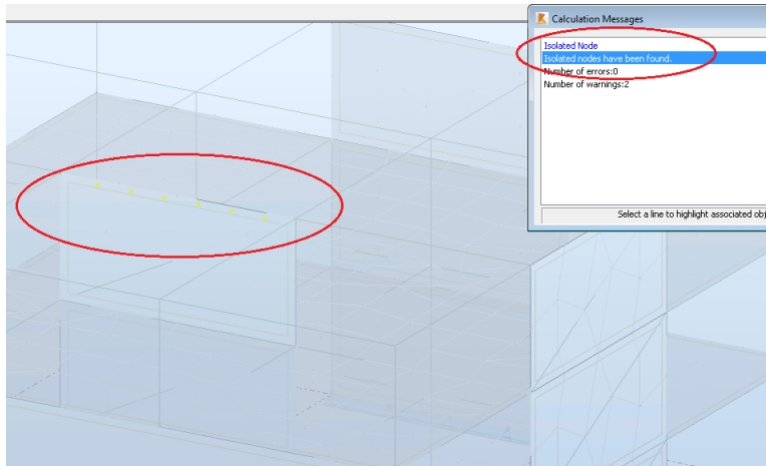 Calculation Messages
Isolated Node
Isolated nodes have been found.
Number of errors:0
Number of warnings:2
Select a line to highlight associated obj